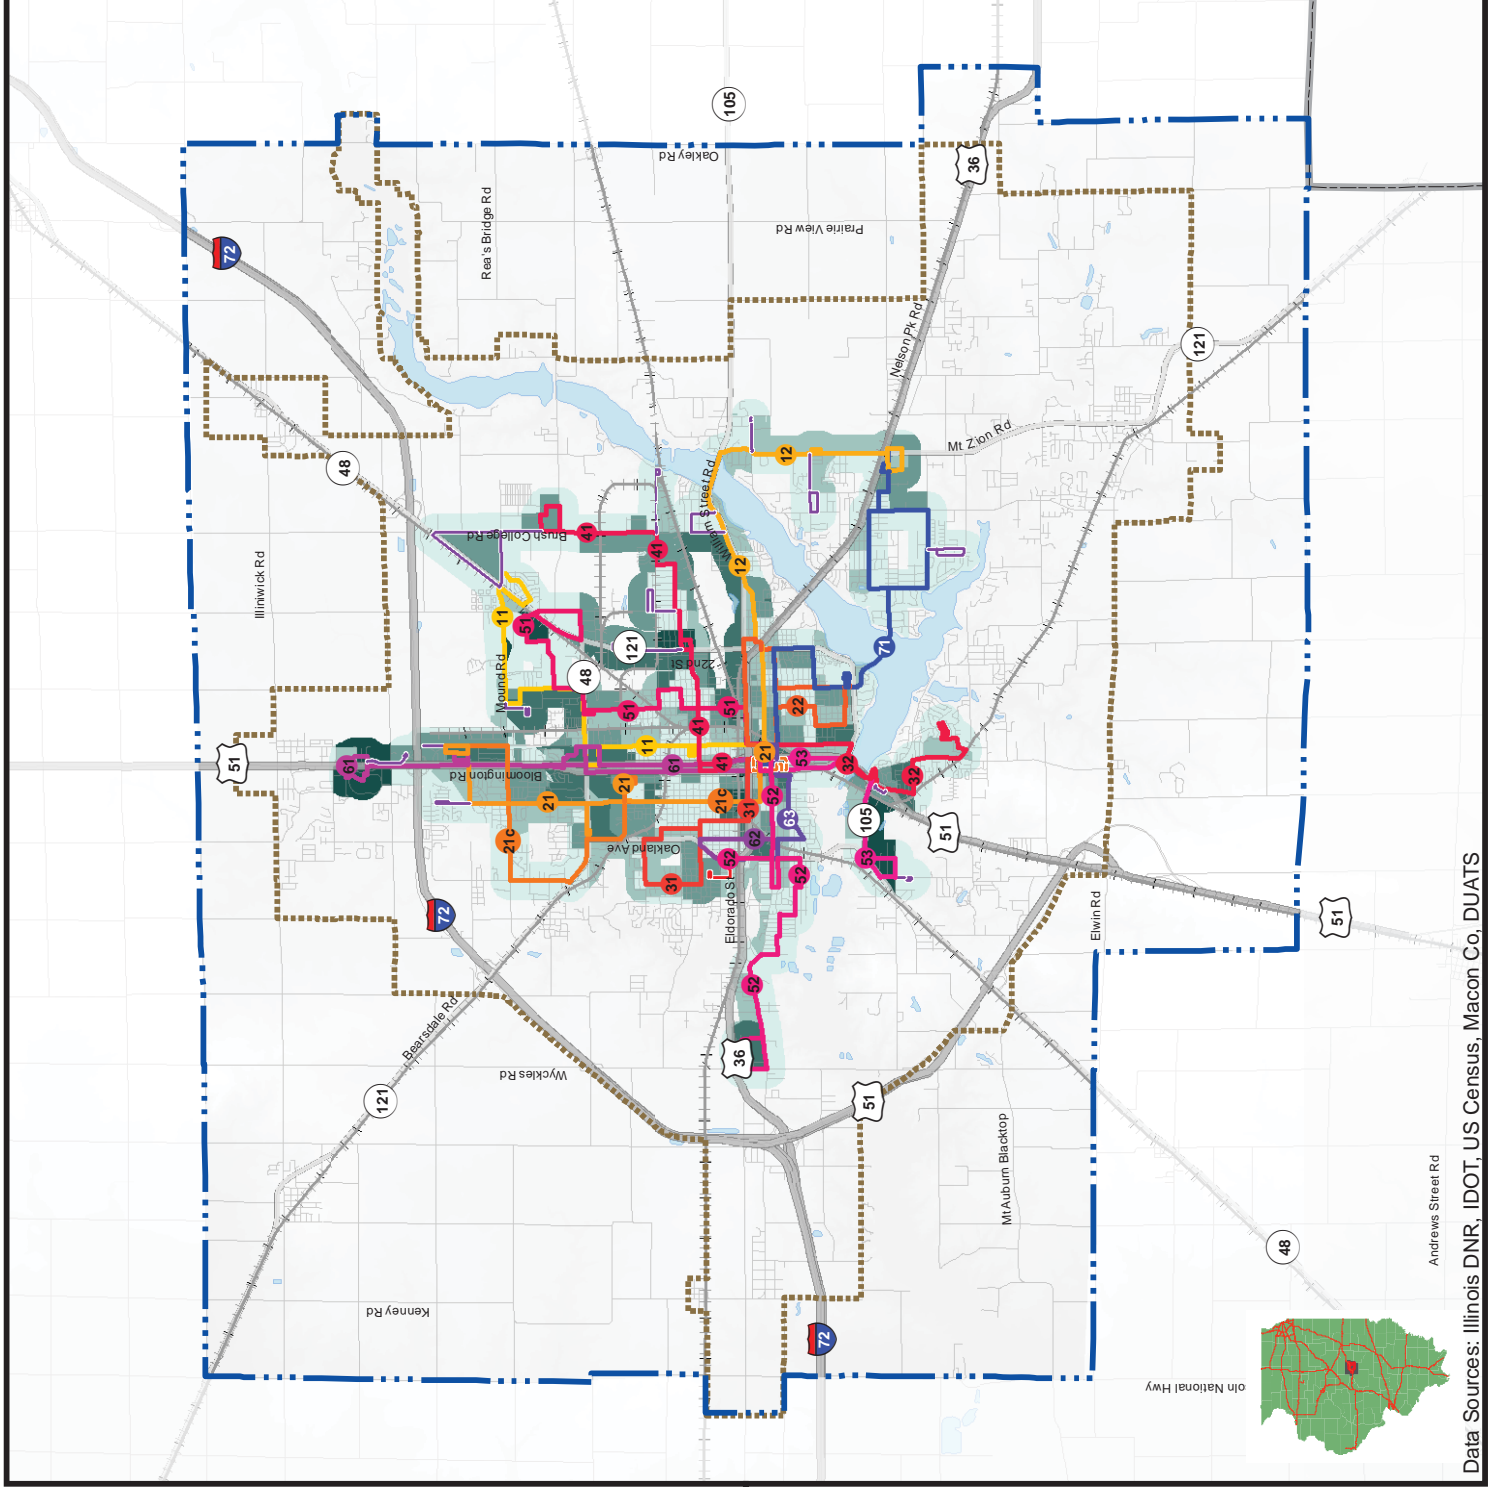 105
Oakley Rd
36
72
Rea's Bridge Rd
Prairie View Rd
121
Nelson Pk Rd
48
Mt Zion Rd
12
William Street Rd
Brush College Rd
41
41
12
Illiniwick Rd
11
51
121
71
22nd St
48
Mound Rd
51
51
22
41
11
21
53
51
61
61
41
32
32
Bloomington Rd
21
21
21c
31
52
63
105
51
21c
Oakland Ave
62
52
53
31
52
Eldorado S
72
Elwin Rd
51
52
Bearsdale Rd
36
Wyckles Rd
121
51
Mt Auburn Blacktop
Andrews Street Rd
48
Kenney Rd
72
oln National Hwy
Data Sources: Illinois DNR, IDOT, US Census, Macon Co, DUATS